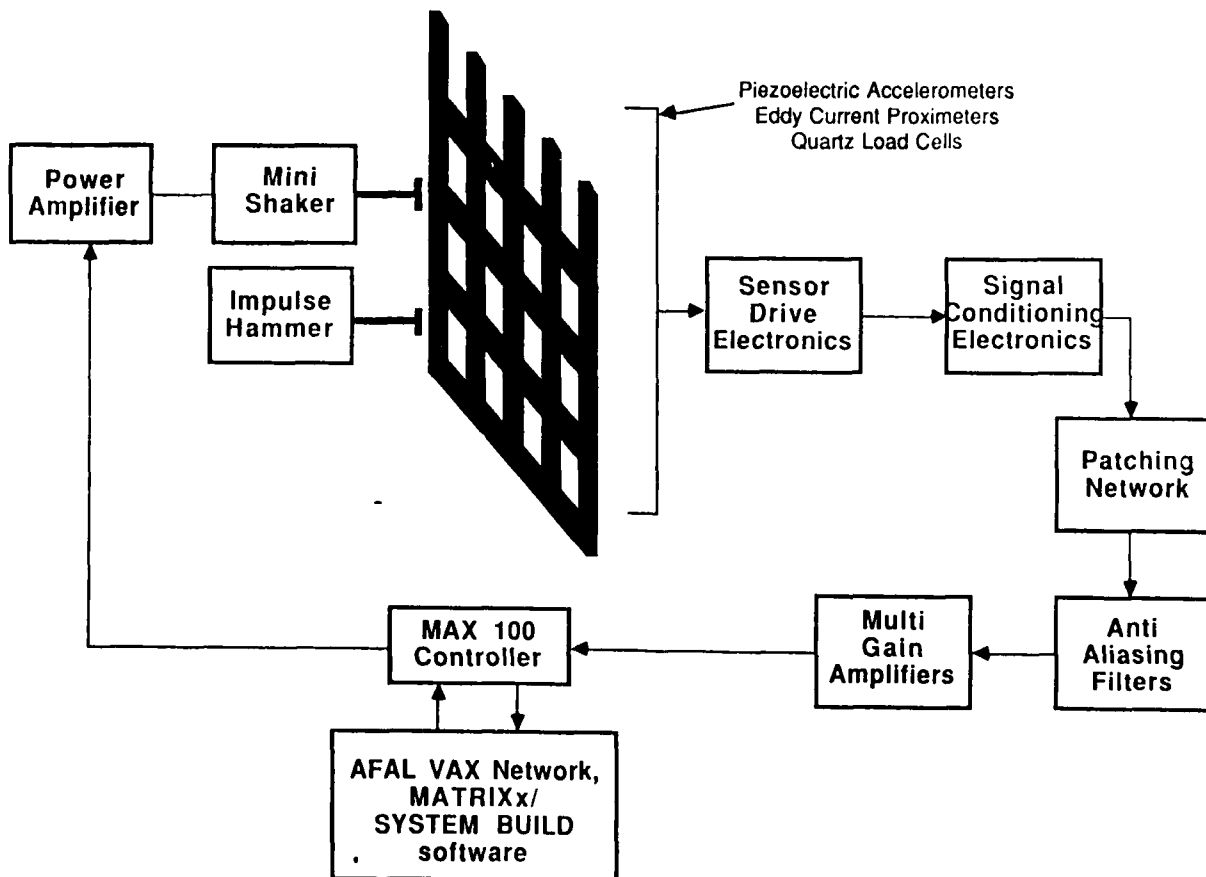 Piezoelectric Accelerometers
Eddy Current Proximeters
Quartz Load Cells
Power
Amplifier
Mini
Shaker
Impulse
Hammer
Sensor
Drive
Electronics
Signal
Conditioning
Electronics
Patching
Network
Anti
Aliasing
Filters
Multi
Gain
Amplifiers
MAX 100
Controller
AFAL VAX Network,
MATRIXx/
SYSTEM BUILD
software